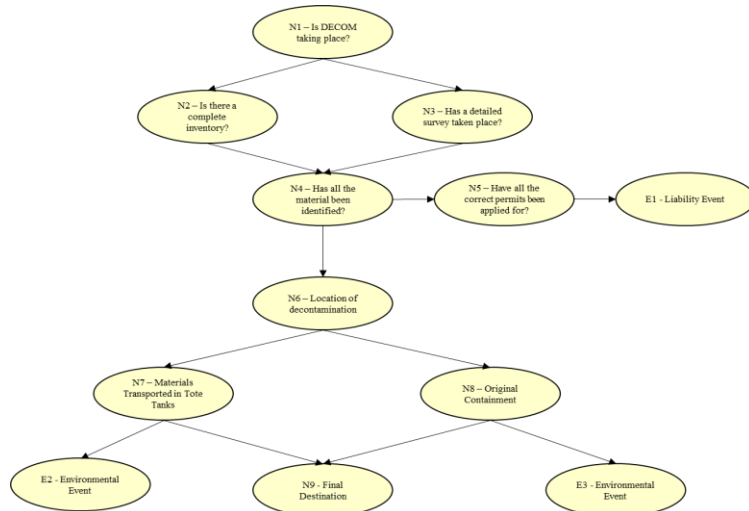 N1 – Is DECOM
taking place?
N2 – Is there a
complete
inventory?
N3 – Has a detailed
survey taken place?
N4 – Has all the
material been
identified?
N5 – Have all the
correct permits been
applied for?
E1 - Liability Event
N6 – Location of
decontamination
N7 – Materials
Transported in Tote
Tanks
N8 – Original
Containment
E2 - Environmental
Event
N9 - Final
Destination
E3 - Environmental
Event